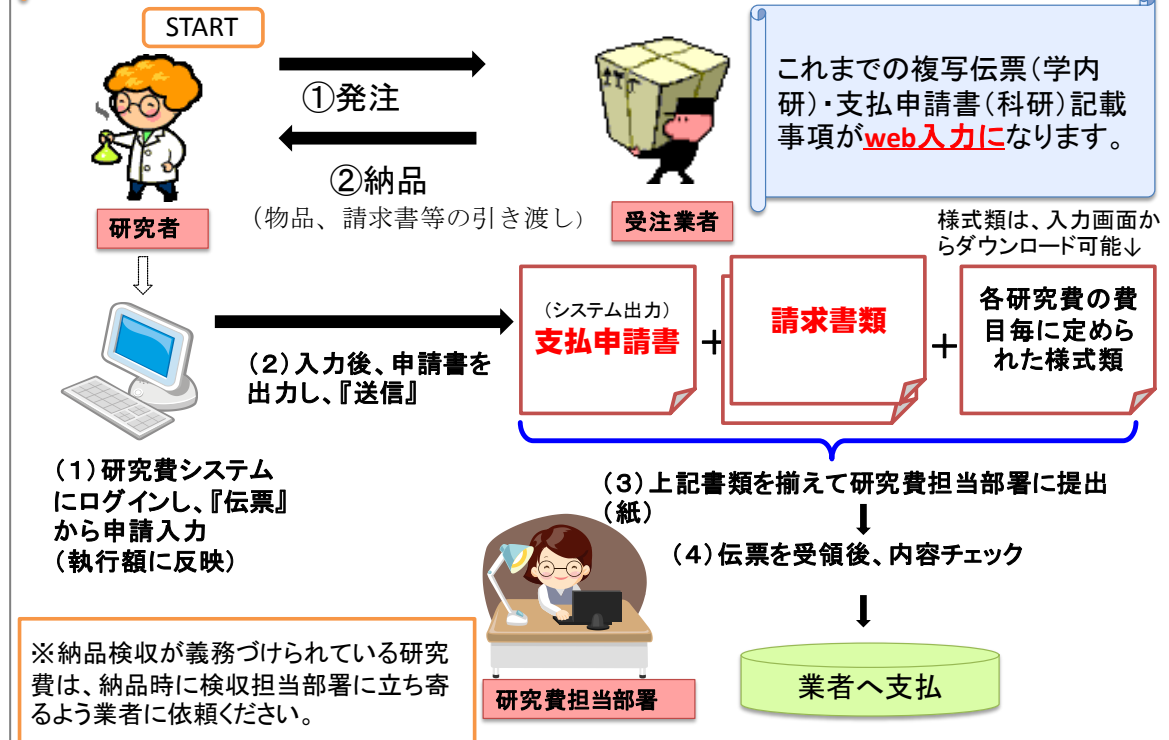 START
①発注
②納品
（物品、請求書等の引き渡し）
研究者
受注業者
これまでの複写伝票（学内
研）・支払申請書（科研）記載
事項がweb入力になります。
様式類は、入力画面か
らダウンロード可能↓
（システム出力）
支払申請書
＋
請求書類
＋
各研究費の費
目毎に定めら
れた様式類
（２）入力後、申請書を
出力し、『送信』
（１）研究費システム
にログインし、『伝票』
から申請入力
（執行額に反映）
（３）上記書類を揃えて研究費担当部署に提出
（紙）
（４）伝票を受領後、内容チェック
研究費担当部署
業者へ支払
※納品検収が義務づけられている研究
費は、納品時に検収担当部署に立ち寄
るよう業者に依頼ください。